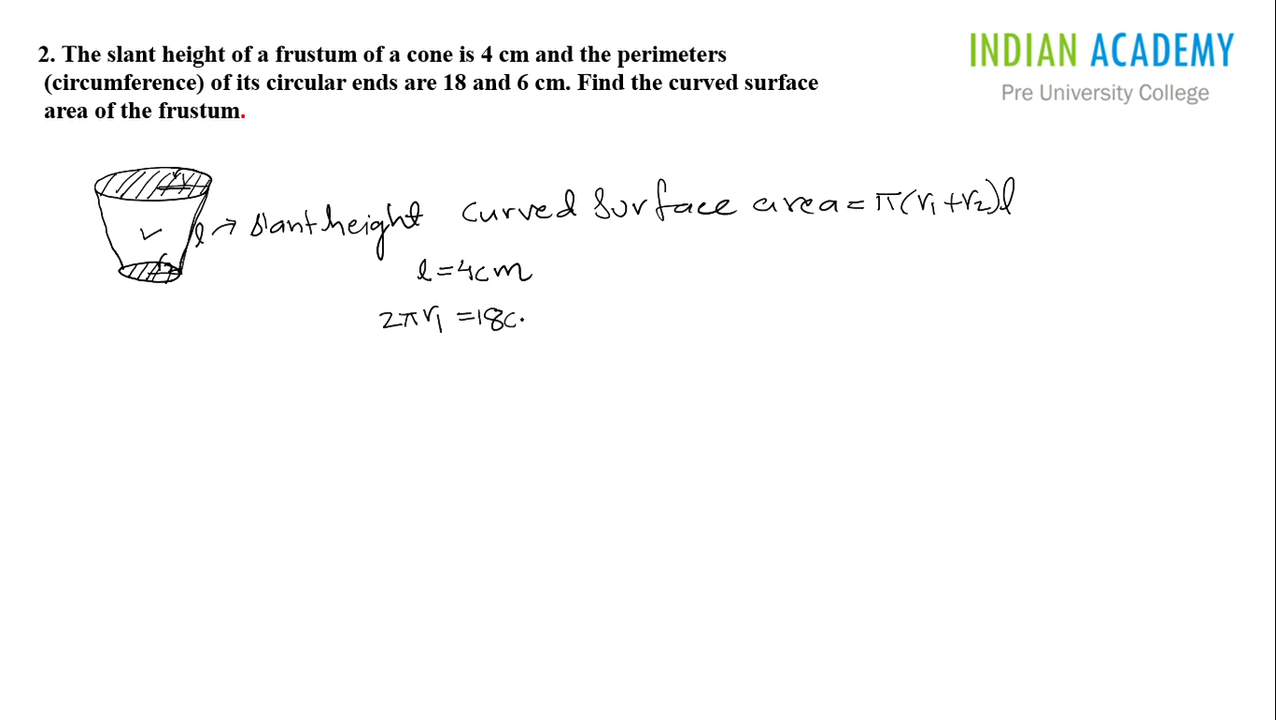 2. The slant height of a frustum of a cone is 4 cm and the perimeters
(circumference) of its circular ends are 18 and 6 cm. Find the curved surface
area of the frustum.
INDIAN ACADEMY
Pre University College
l → slant height Curved Surface area = π(r₁+r₂)l
l = 4cm
2πr₁ = 18c.